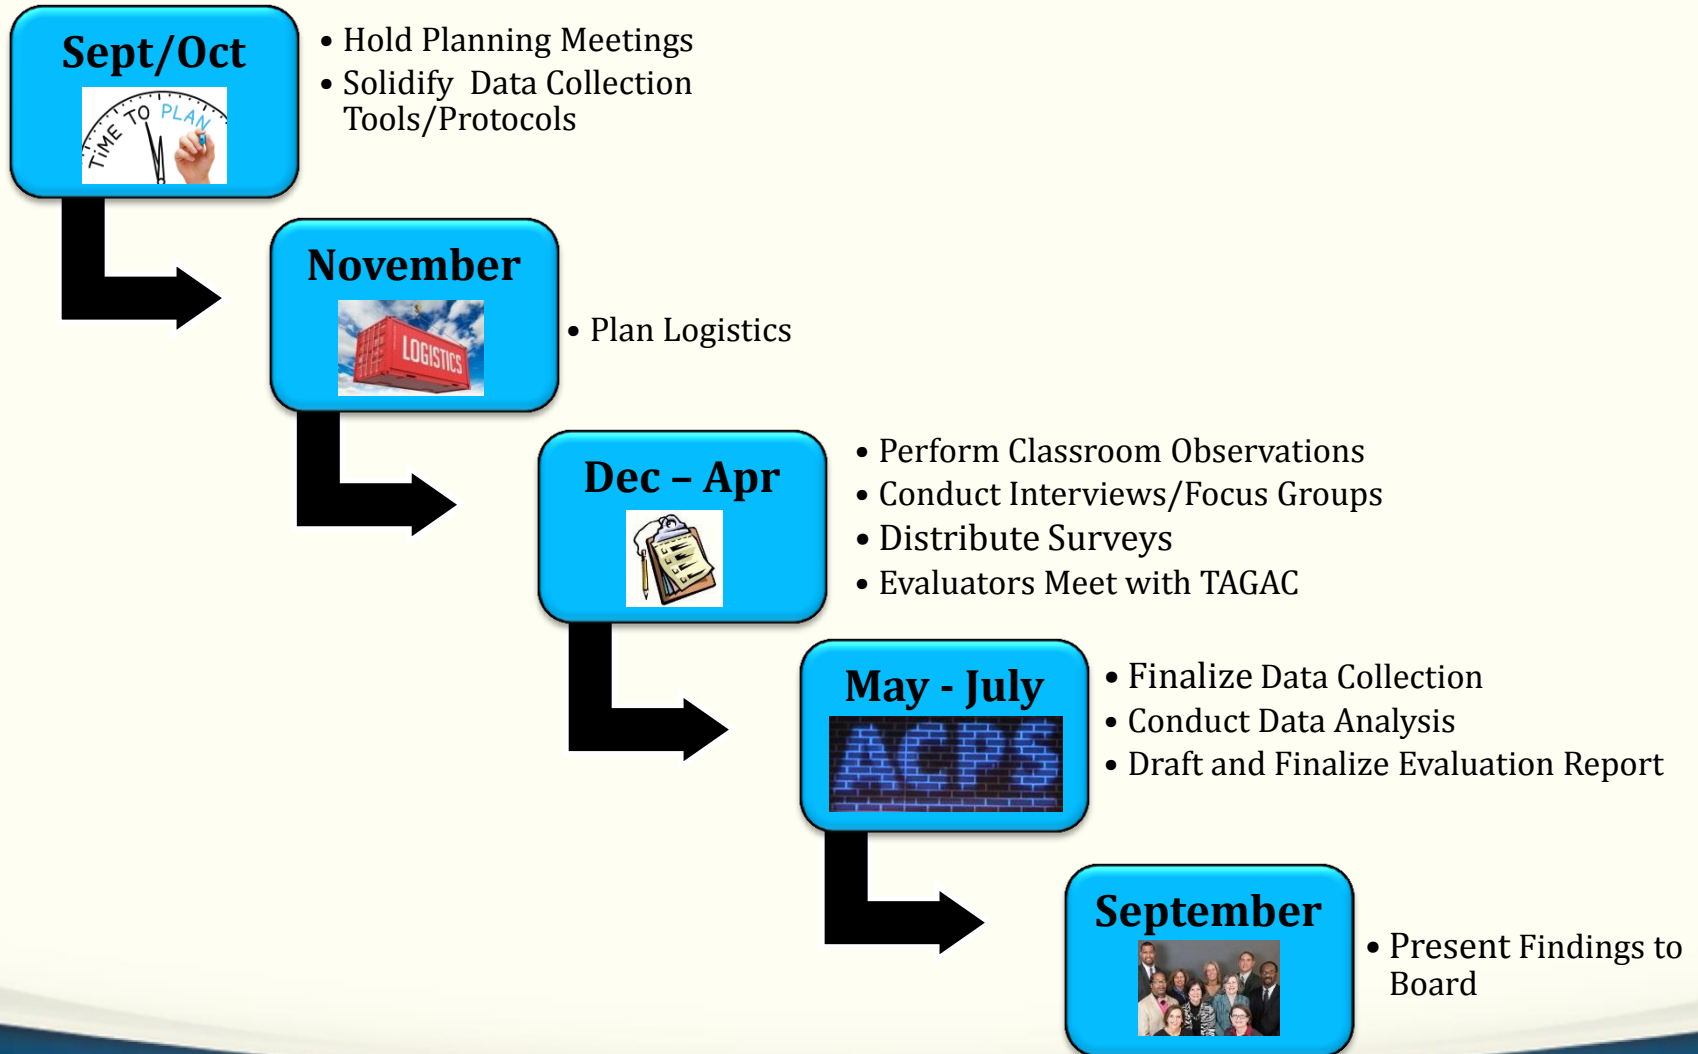 Sept/Oct
TiME TO PLAN
• Hold Planning Meetings
• Solidify Data Collection
Tools/Protocols
November
LOGISTICS
• Plan Logistics
Dec – Apr
• Perform Classroom Observations
• Conduct Interviews/Focus Groups
• Distribute Surveys
• Evaluators Meet with TAGAC
May - July
ACPS
• Finalize Data Collection
• Conduct Data Analysis
• Draft and Finalize Evaluation Report
September
• Present Findings to
Board